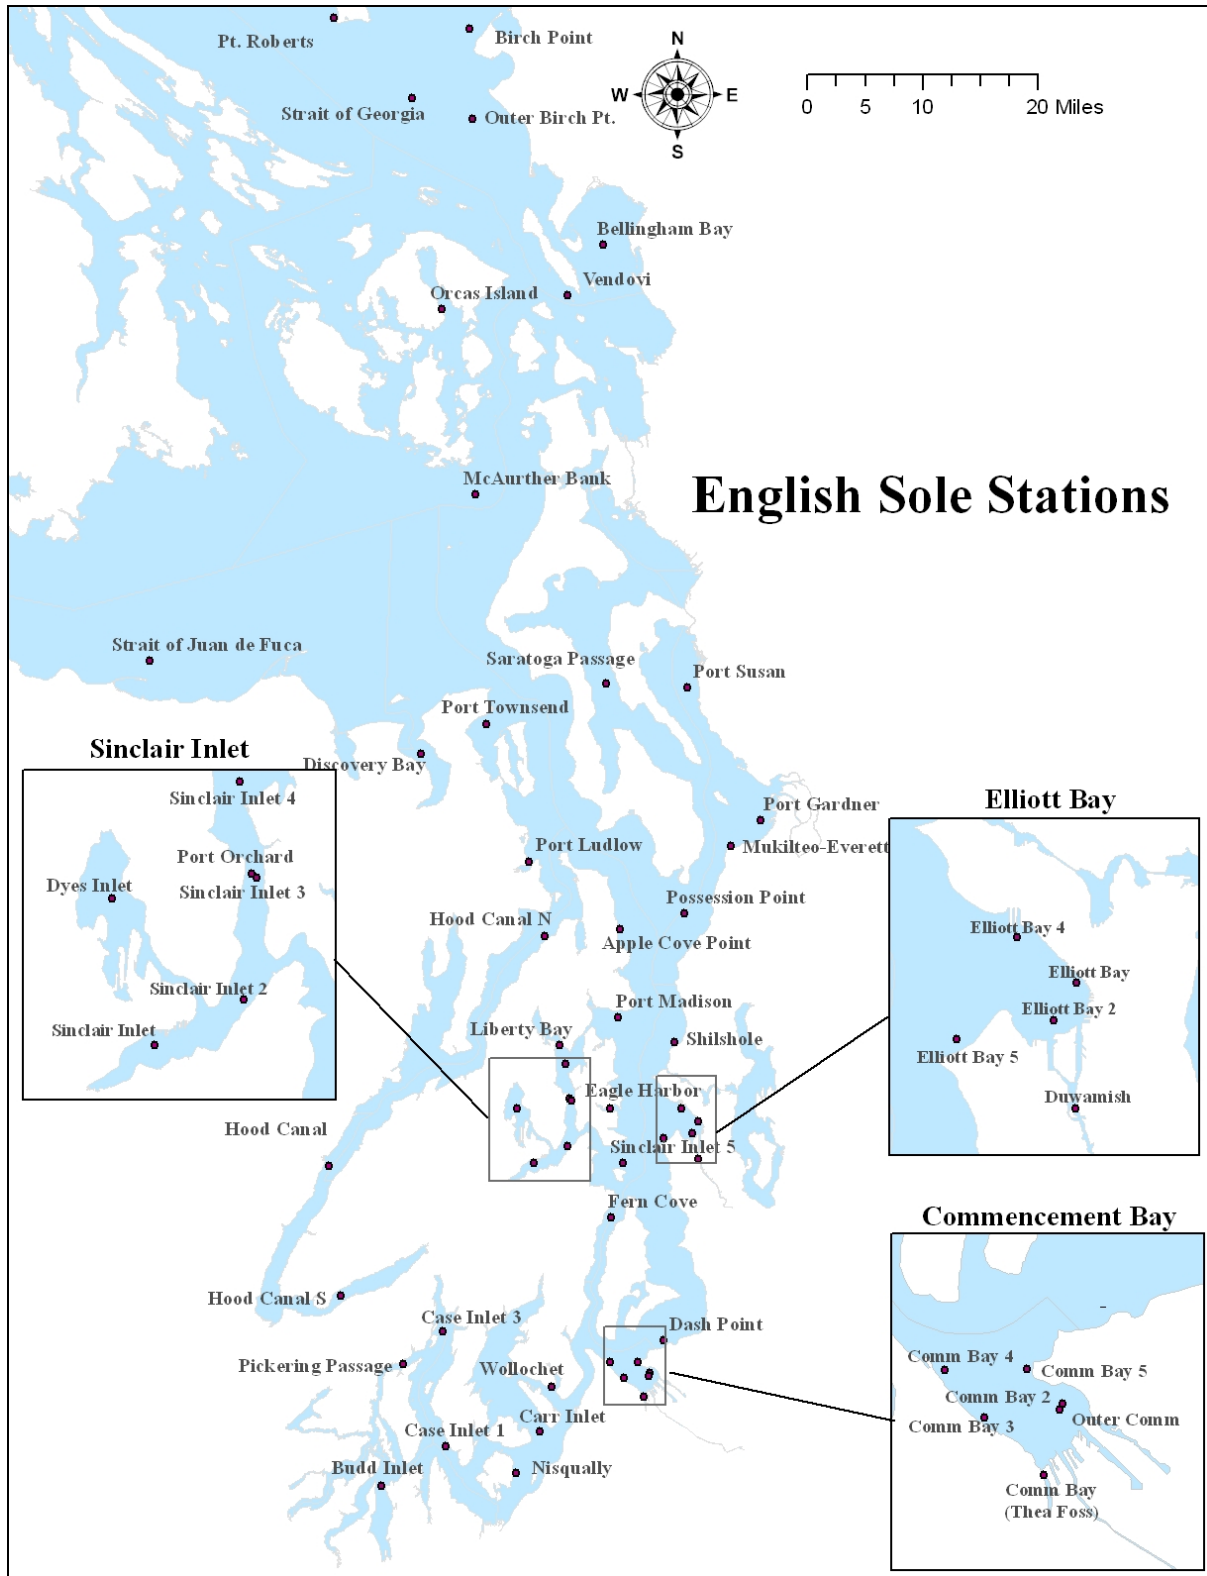 Pt. Roberts
Birch Point
N
W
E
S
0 5 10 20 Miles
Strait of Georgia
Outer Birch Pt.
Bellingham Bay
Vendovi
Orcas Island
McAurther Bank
English Sole Stations
Strait of Juan de Fuca
Saratoga Passage
Port Susan
Port Townsend
Discovery Bay
Port Gardner
Mukilteo-Everett
Port Ludlow
Possession Point
Hood Canal N
Apple Cove Point
Port Madison
Liberty Bay
Shilshole
Eagle Harbor
Hood Canal
Sinclair Inlet 5
Fern Cove
Hood Canal S
Case Inlet 3
Dash Point
Pickering Passage
Wollochet
Carr Inlet
Case Inlet 1
Budd Inlet
Nisqually
Sinclair Inlet
Sinclair Inlet 4
Port Orchard
Dyes Inlet
Sinclair Inlet 3
Sinclair Inlet 2
Sinclair Inlet
Elliott Bay
Elliott Bay 4
Elliott Bay
Elliott Bay 2
Elliott Bay 5
Duwamish
Commencement Bay
Comm Bay 4
Comm Bay 5
Comm Bay 2
Outer Comm
Comm Bay 3
Comm Bay
(Thea Foss)